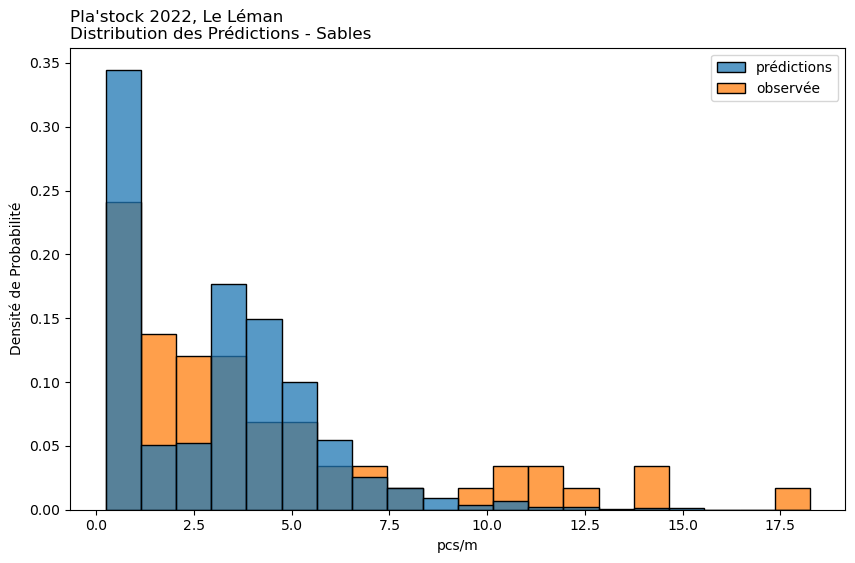 Pla'stock 2022, Le Léman
Distribution des Prédictions - Sables
prédictions
observée
Densité de Probabilité
0.35
0.30
0.25
0.20
0.15
0.10
0.05
0.00
0.0 2.5 5.0 7.5 10.0 12.5 15.0 17.5
pcs/m